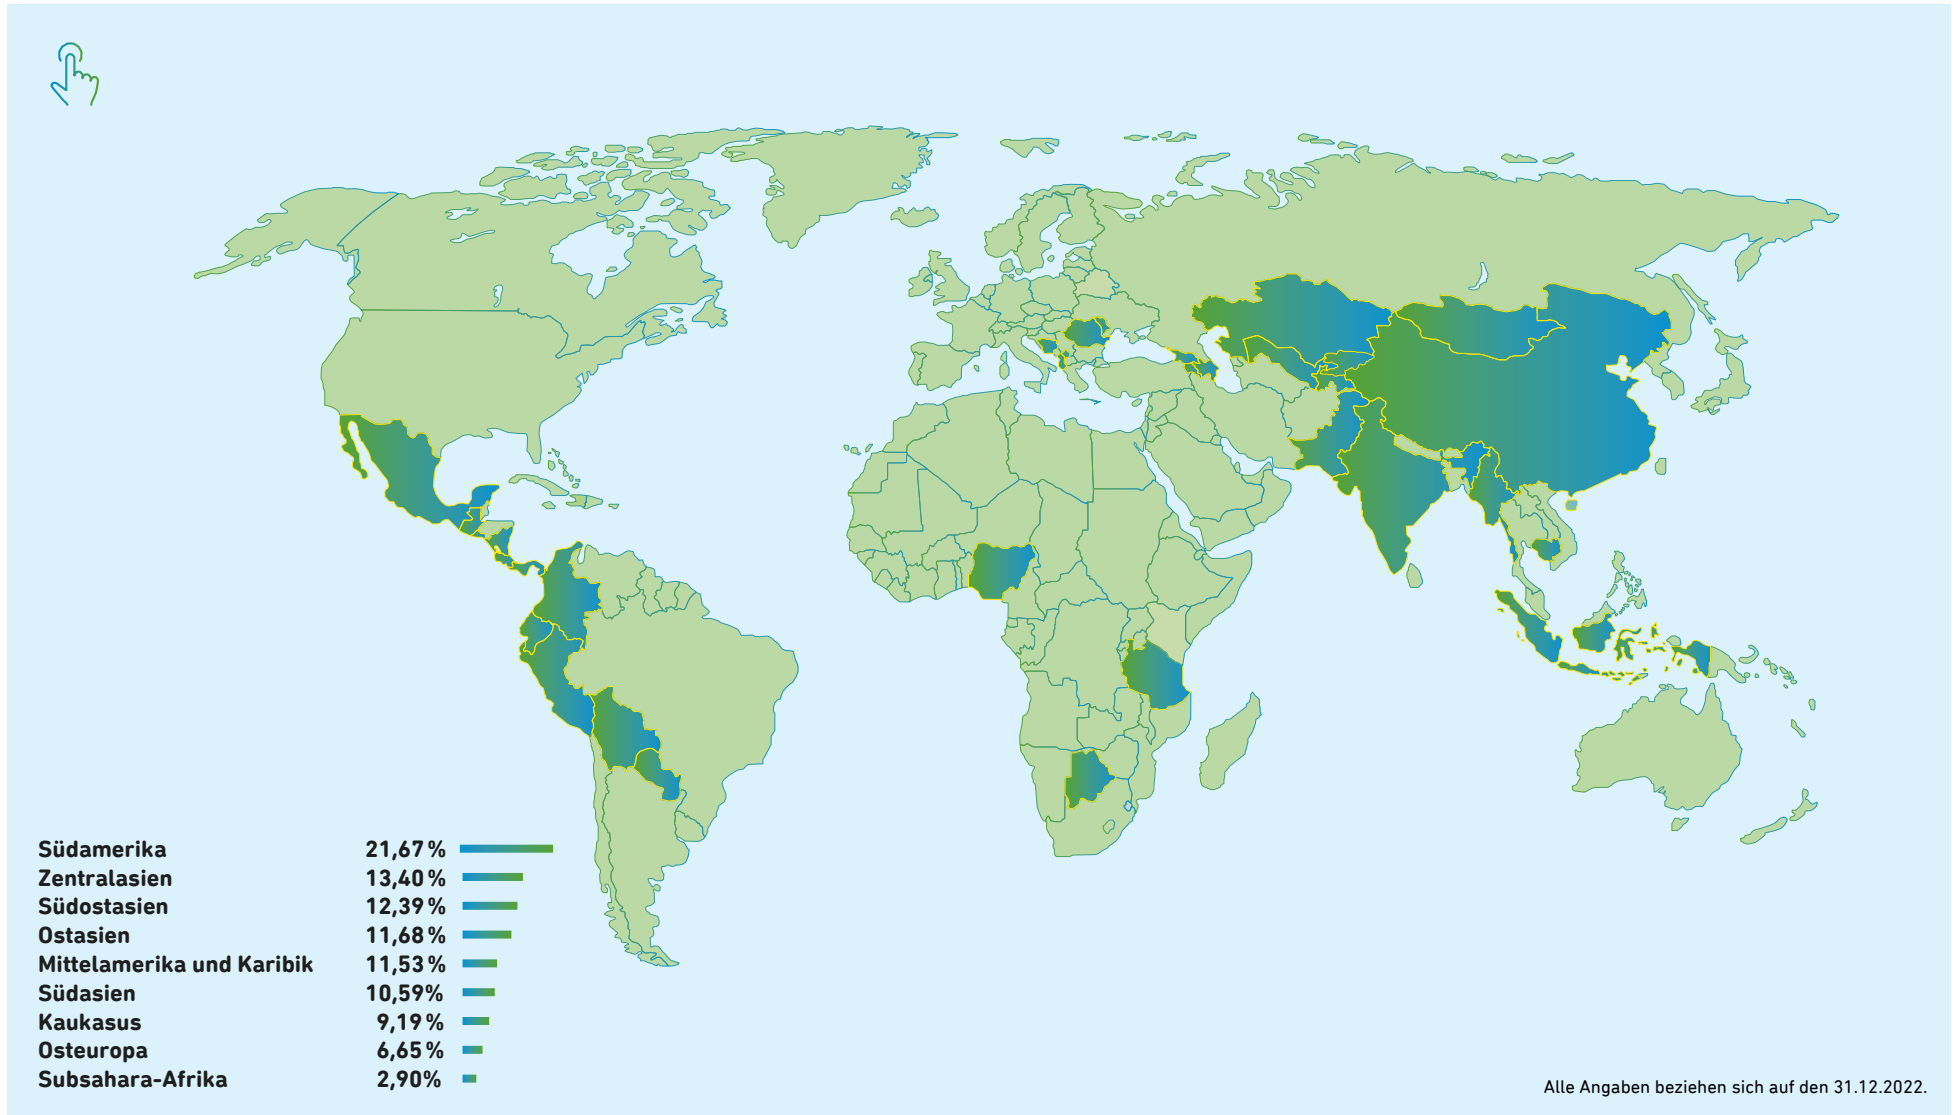 Südamerika 21,67 %
Zentralasien 13,40 %
Südostasien 12,39 %
Ostasien 11,68 %
Mittelamerika und Karibik 11,53 %
Südasien 10,59%
Kaukasus 9,19 %
Osteuropa 6,65 %
Subsahara-Afrika 2,90%
Alle Angaben beziehen sich auf den 31.12.2022.